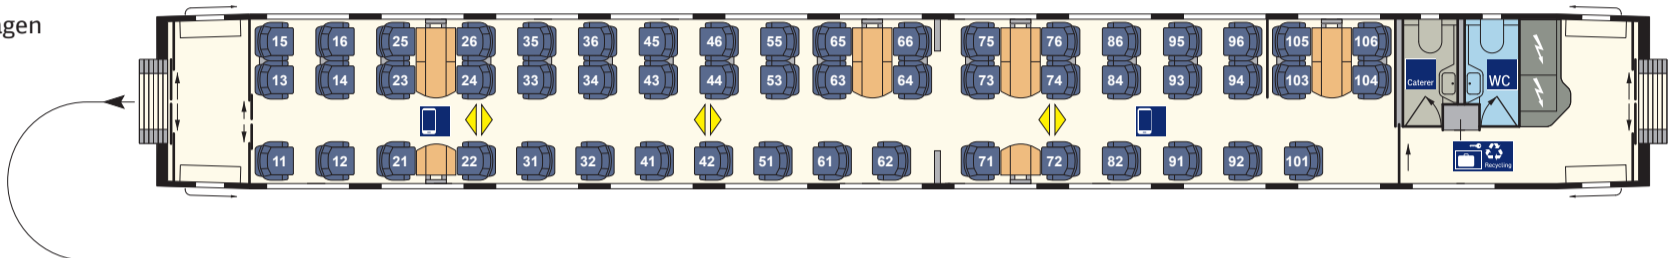 agen
15 16 25 26 35 36 45 46 55 65 66 75 76 86 95 96 105 106
13 14 23 24 33 34 43 44 53 63 64 73 74 84 93 94 103 104
Caterer WC
11 12 21 22 31 32 41 42 51 61 62 71 72 82 91 92 101
Recycling